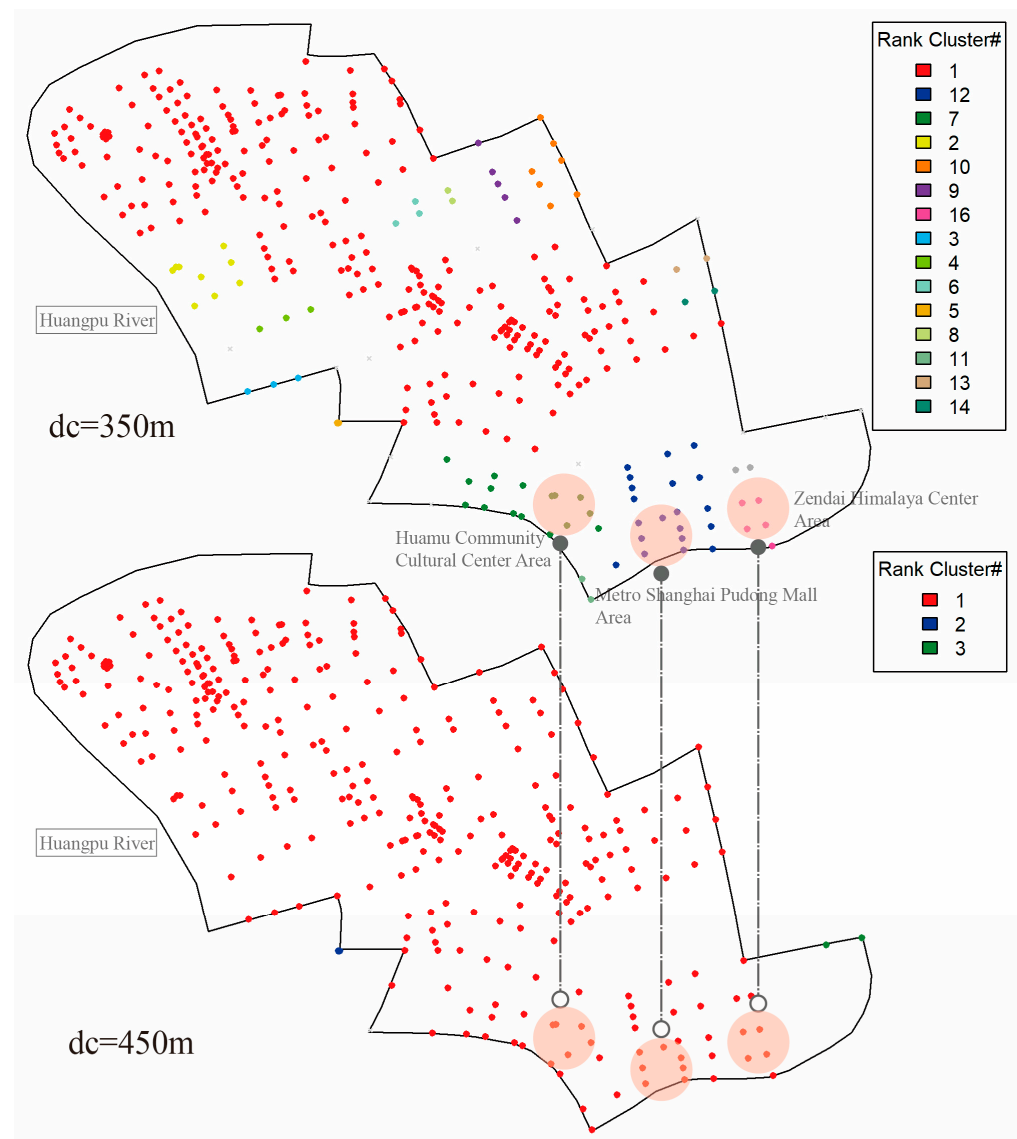 Rank Cluster#
1
12
7
2
10
9
16
3
4
6
5
8
11
13
14
Huangpu River
dc=350m
Zendai Himalaya Center
Area
Huamu Community
Cultural Center Area
Metro Shanghai Pudong Mall
Area
Rank Cluster#
1
2
3
Huangpu River
dc=450m